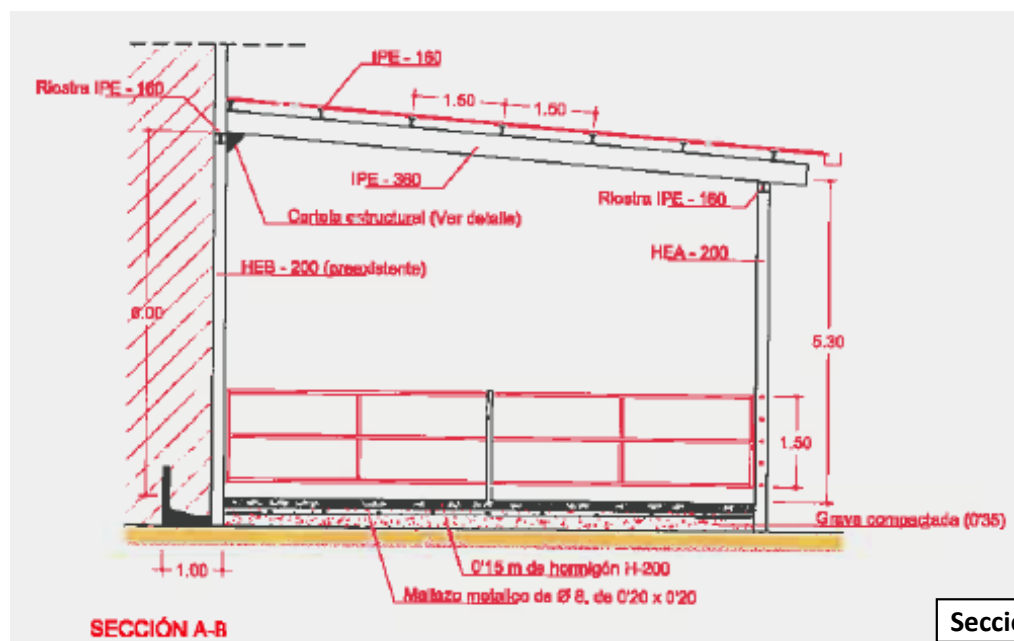 IPE - 160
Riostra IPE - 160
1.50
1.50
IPE - 360
Riostra IPE - 160
Cartela estructural (Ver detalle)
HEB - 200 (preexistente)
HEA - 200
6.00
5.30
1.50
Grava compactada (0'35)
0'15 m de hormigón H-200
1.00
Mallazo metalico de Ø 8, de 0'20 x 0'20
SECCIÓN A-B
Secció